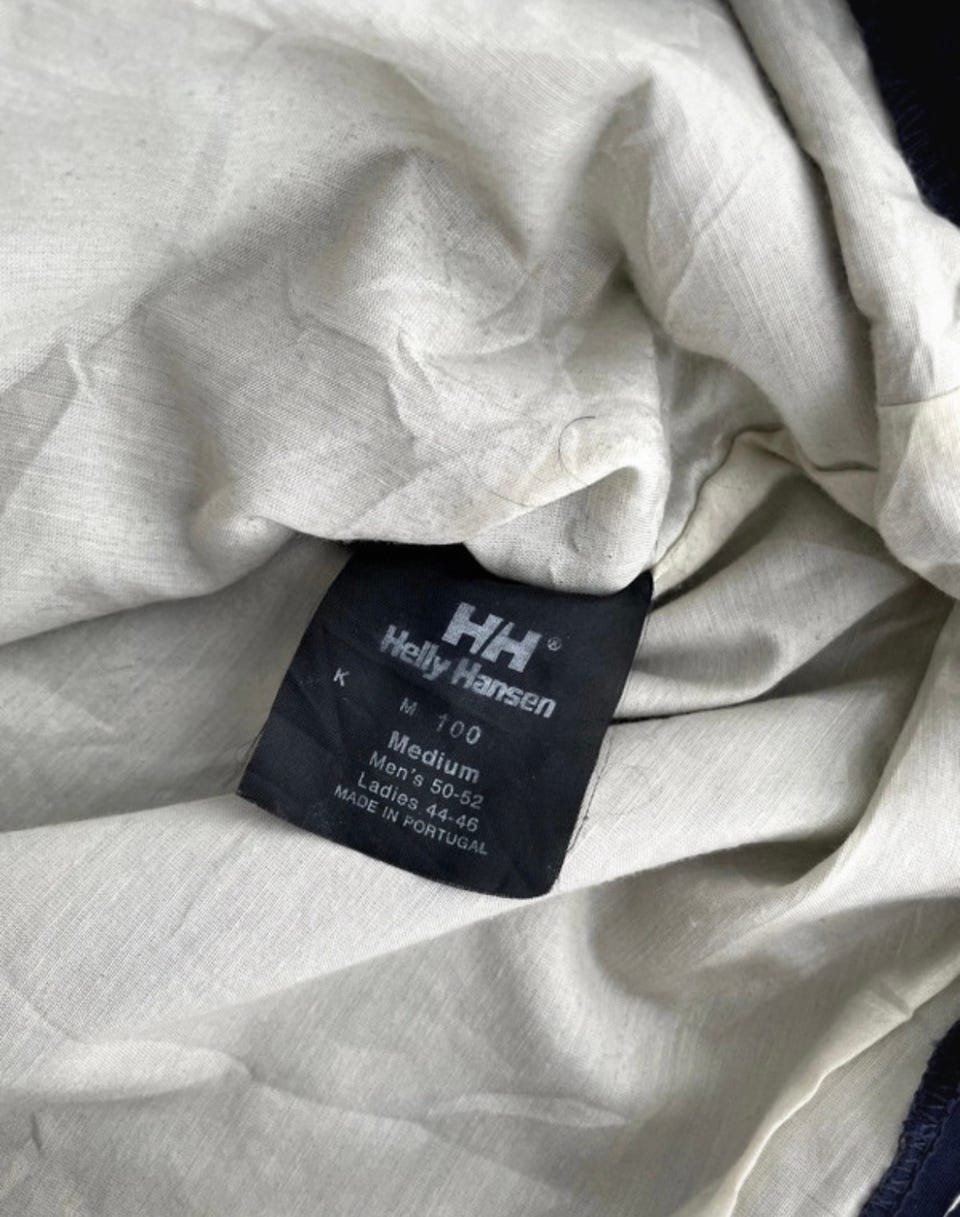 HH®
Helly Hansen
K
M 100
Medium
Men's 50-52
Ladies 44-46
MADE IN PORTUGAL